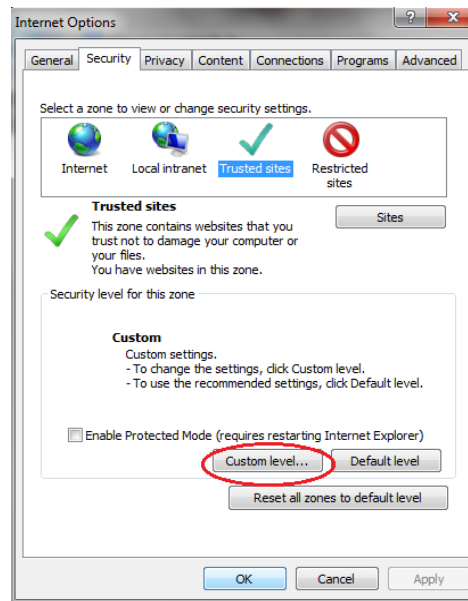 Internet Options
?
X
General Security Privacy Content Connections Programs Advanced
Select a zone to view or change security settings.
Internet Local intranet Trusted sites Restricted
sites
Trusted sites
Sites
This zone contains websites that you
trust not to damage your computer or
your files.
You have websites in this zone.
Security level for this zone
Custom
Custom settings.
- To change the settings, click Custom level.
- To use the recommended settings, click Default level.
Enable Protected Mode (requires restarting Internet Explorer)
Custom level... Default level
Reset all zones to default level
OK Cancel Apply